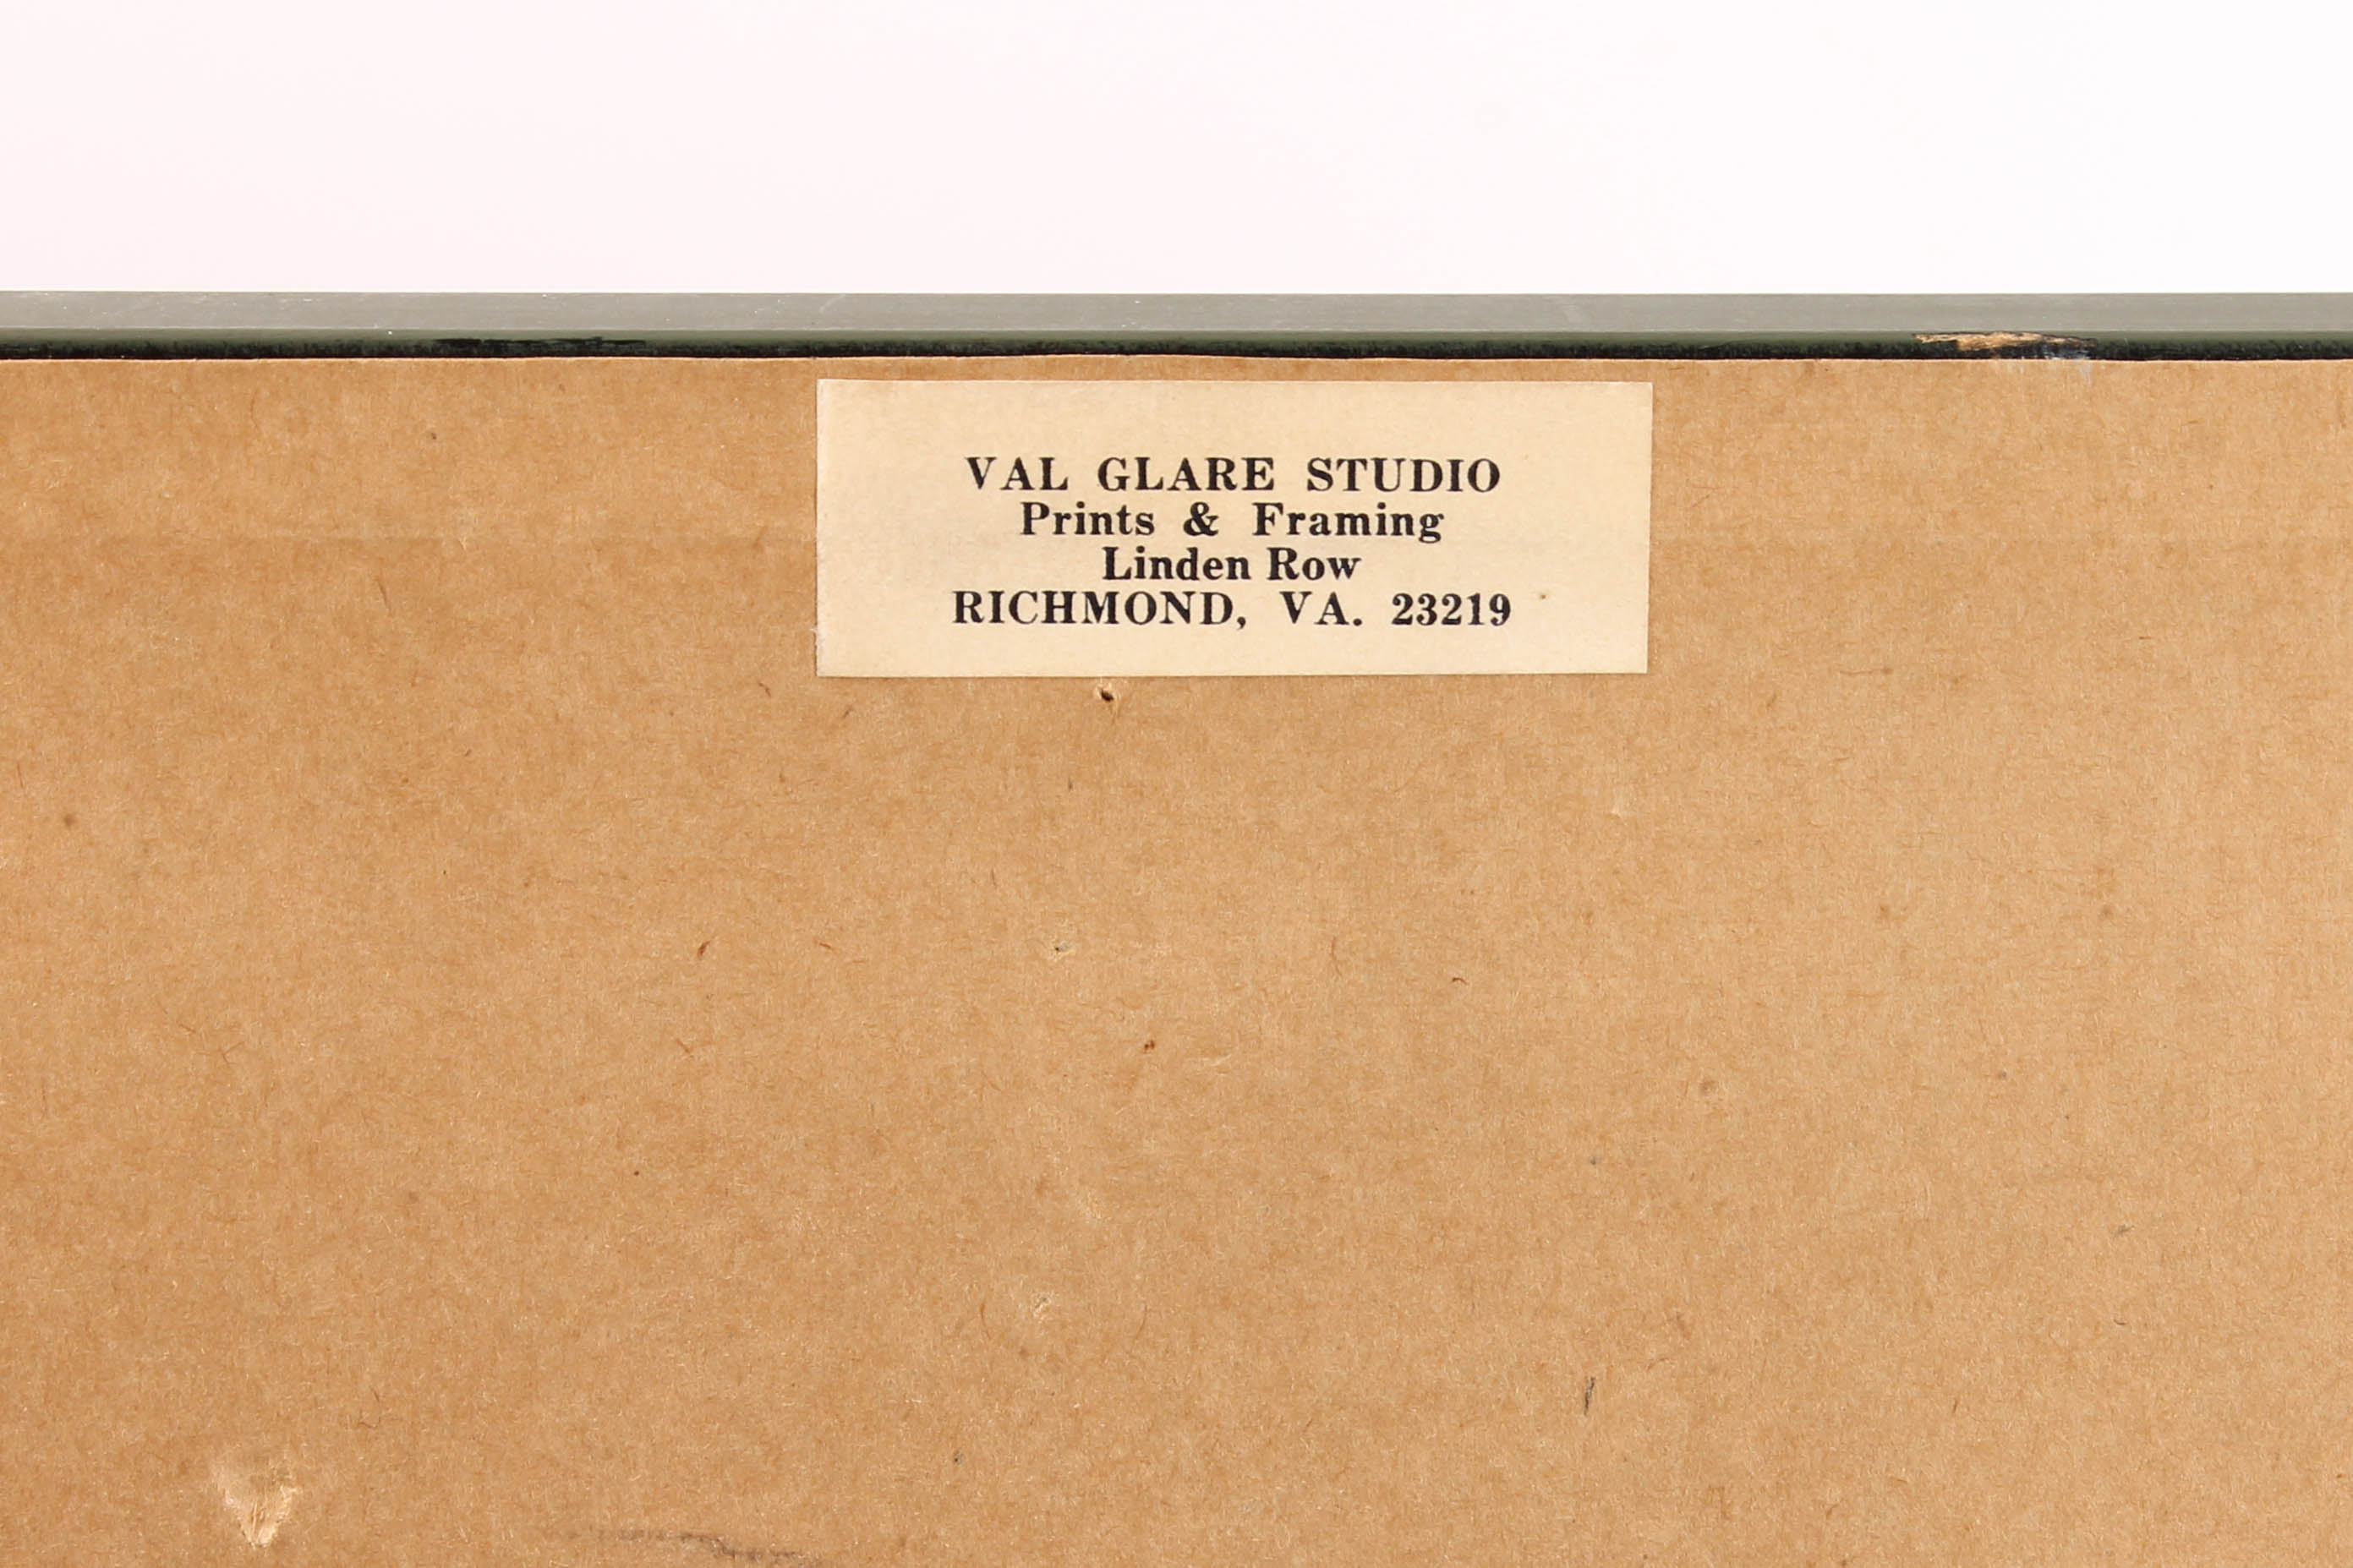 VAL GLARE STUDIO
Prints & Framing
Linden Row
RICHMOND, VA. 23219